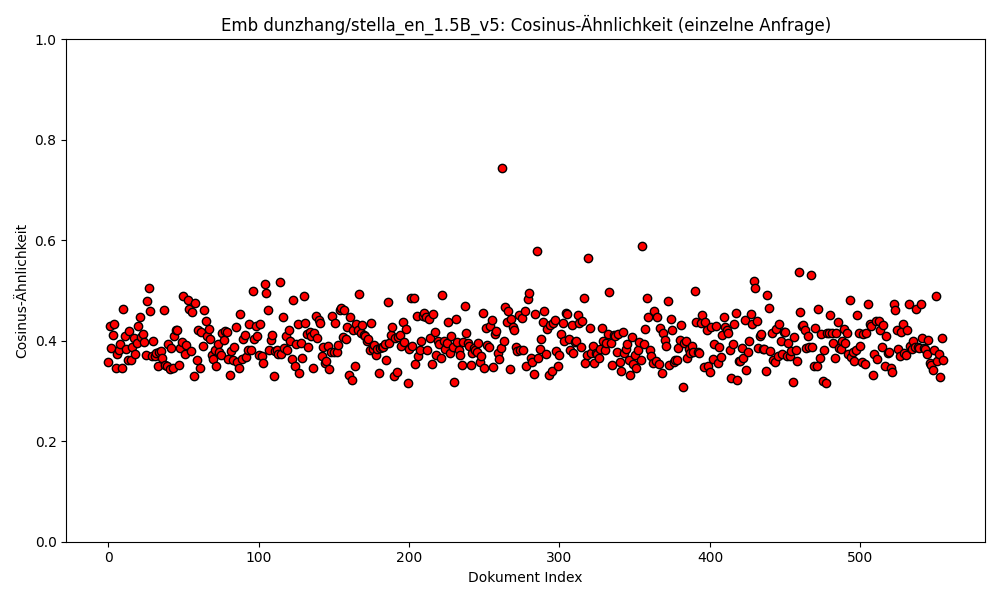 Emb dunzhang/stella_en_1.5B_v5: Cosinus-Ähnlichkeit (einzelne Anfrage)
1.0
0.8
0.6
0.4
0.2
0.0
Cosinus-Ähnlichkeit
0 100 200 300 400 500
Dokument Index